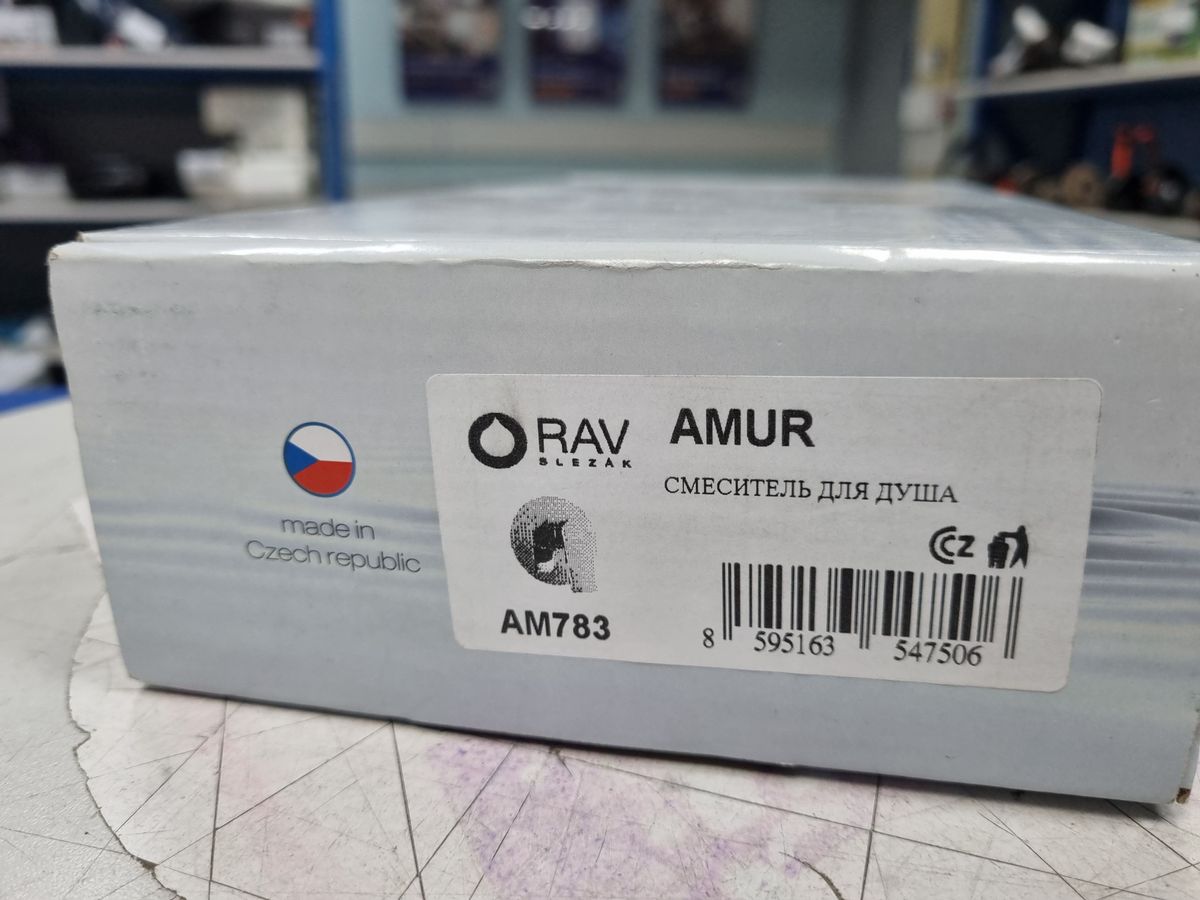 made in
Czech republic
RAV
SLEZÁK
AMUR
СМЕСИТЕЛЬ ДЛЯ ДУША
CZ
AM783
8 595163 547506